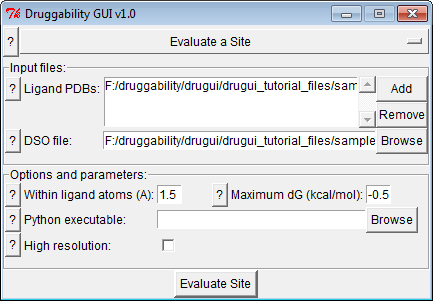 Druggability GUI v1.0
? Evaluate a Site
Input files:
? Ligand PDBs: F:/druggability/drugui/drugui_tutorial_files/sam Add
Remove
? DSO file: F:/druggability/drugui/drugui_tutorial_files/sample Browse
Options and parameters:
? Within ligand atoms (A): 1.5 ? Maximum dG (kcal/mol): -0.5
? Python executable: Browse
? High resolution:
Evaluate Site